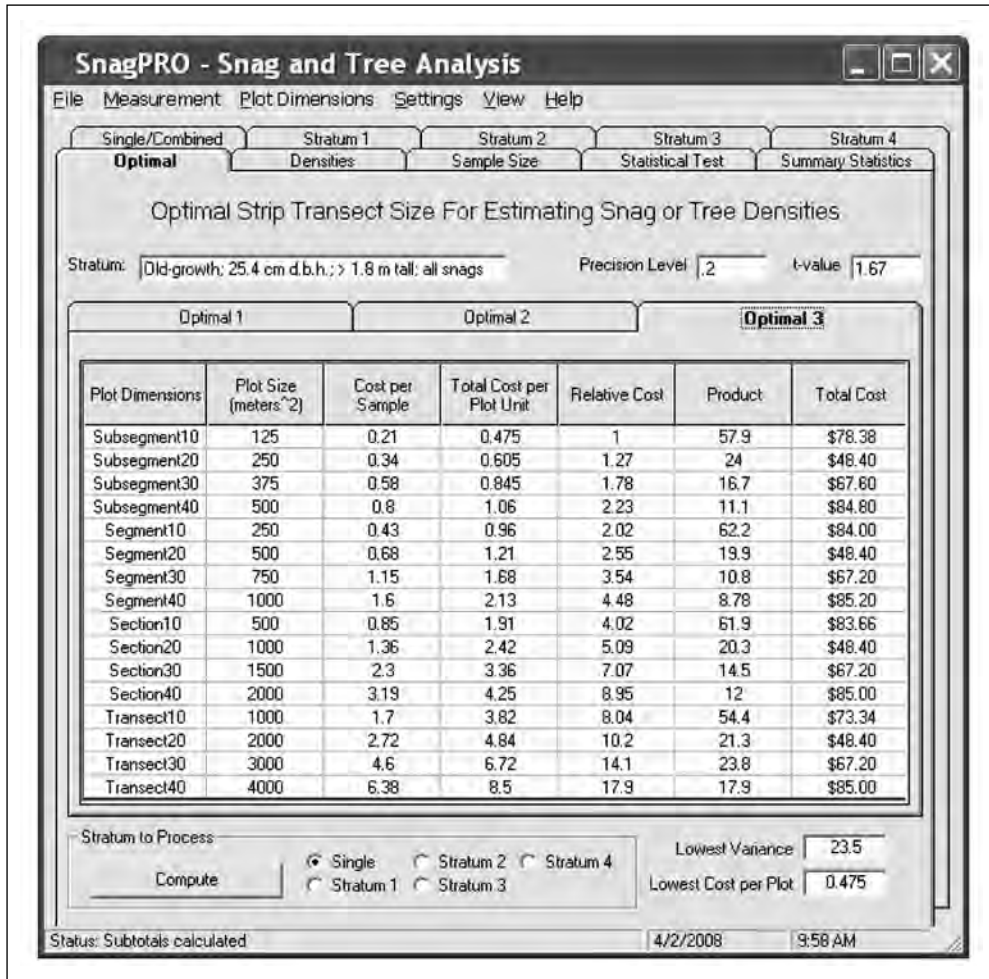 SnagPRO - Snag and Tree Analysis
File Measurement Plot Dimensions Settings View Help
Single/Combined Stratum 1 Stratum 2 Stratum 3 Stratum 4
Optimal Densities Sample Size Statistical Test Summary Statistics
Optimal Strip Transect Size For Estimating Snag or Tree Densities
Stratum: Old-growth; 25.4 cm d.b.h.; > 1.8 m tall; all snags Precision Level .2 t-value 1.67
Optimal 1 Optimal 2 Optimal 3
Plot Dimensions Plot Size (meters^2) Cost per Sample Total Cost per Plot Unit Relative Cost Product Total Cost
Subsegment10 125 0.21 0.475 1 57.9 $78.38
Subsegment20 250 0.34 0.605 1.27 24 $48.40
Subsegment30 375 0.58 0.845 1.78 16.7 $67.60
Subsegment40 500 0.8 1.06 2.23 11.1 $84.80
Segment10 250 0.43 0.96 2.02 62.2 $84.00
Segment20 500 0.68 1.21 2.55 19.9 $48.40
Segment30 750 1.15 1.68 3.54 10.8 $67.20
Segment40 1000 1.6 2.13 4.48 8.78 $85.20
Section10 500 0.85 1.91 4.02 61.9 $83.66
Section20 1000 1.36 2.42 5.09 20.3 $48.40
Section30 1500 2.3 3.36 7.07 14.5 $67.20
Section40 2000 3.19 4.25 8.95 12 $85.00
Transect10 1000 1.7 3.82 8.04 54.4 $73.34
Transect20 2000 2.72 4.84 10.2 21.3 $48.40
Transect30 3000 4.6 6.72 14.1 23.8 $67.20
Transect40 4000 6.38 8.5 17.9 17.9 $85.00
Stratum to Process
Compute
Single Stratum 2 Stratum 4
Stratum 1 Stratum 3
Lowest Variance 23.5
Lowest Cost per Plot 0.475
Status: Subtotals calculated 4/2/2008 9:58 AM